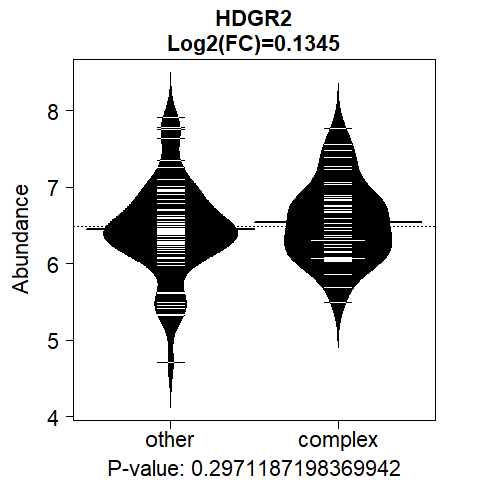 HDGR2
Log2(FC)=0.1345
Abundance
8
7
6
5
4
other complex
P-value: 0.2971187198369942